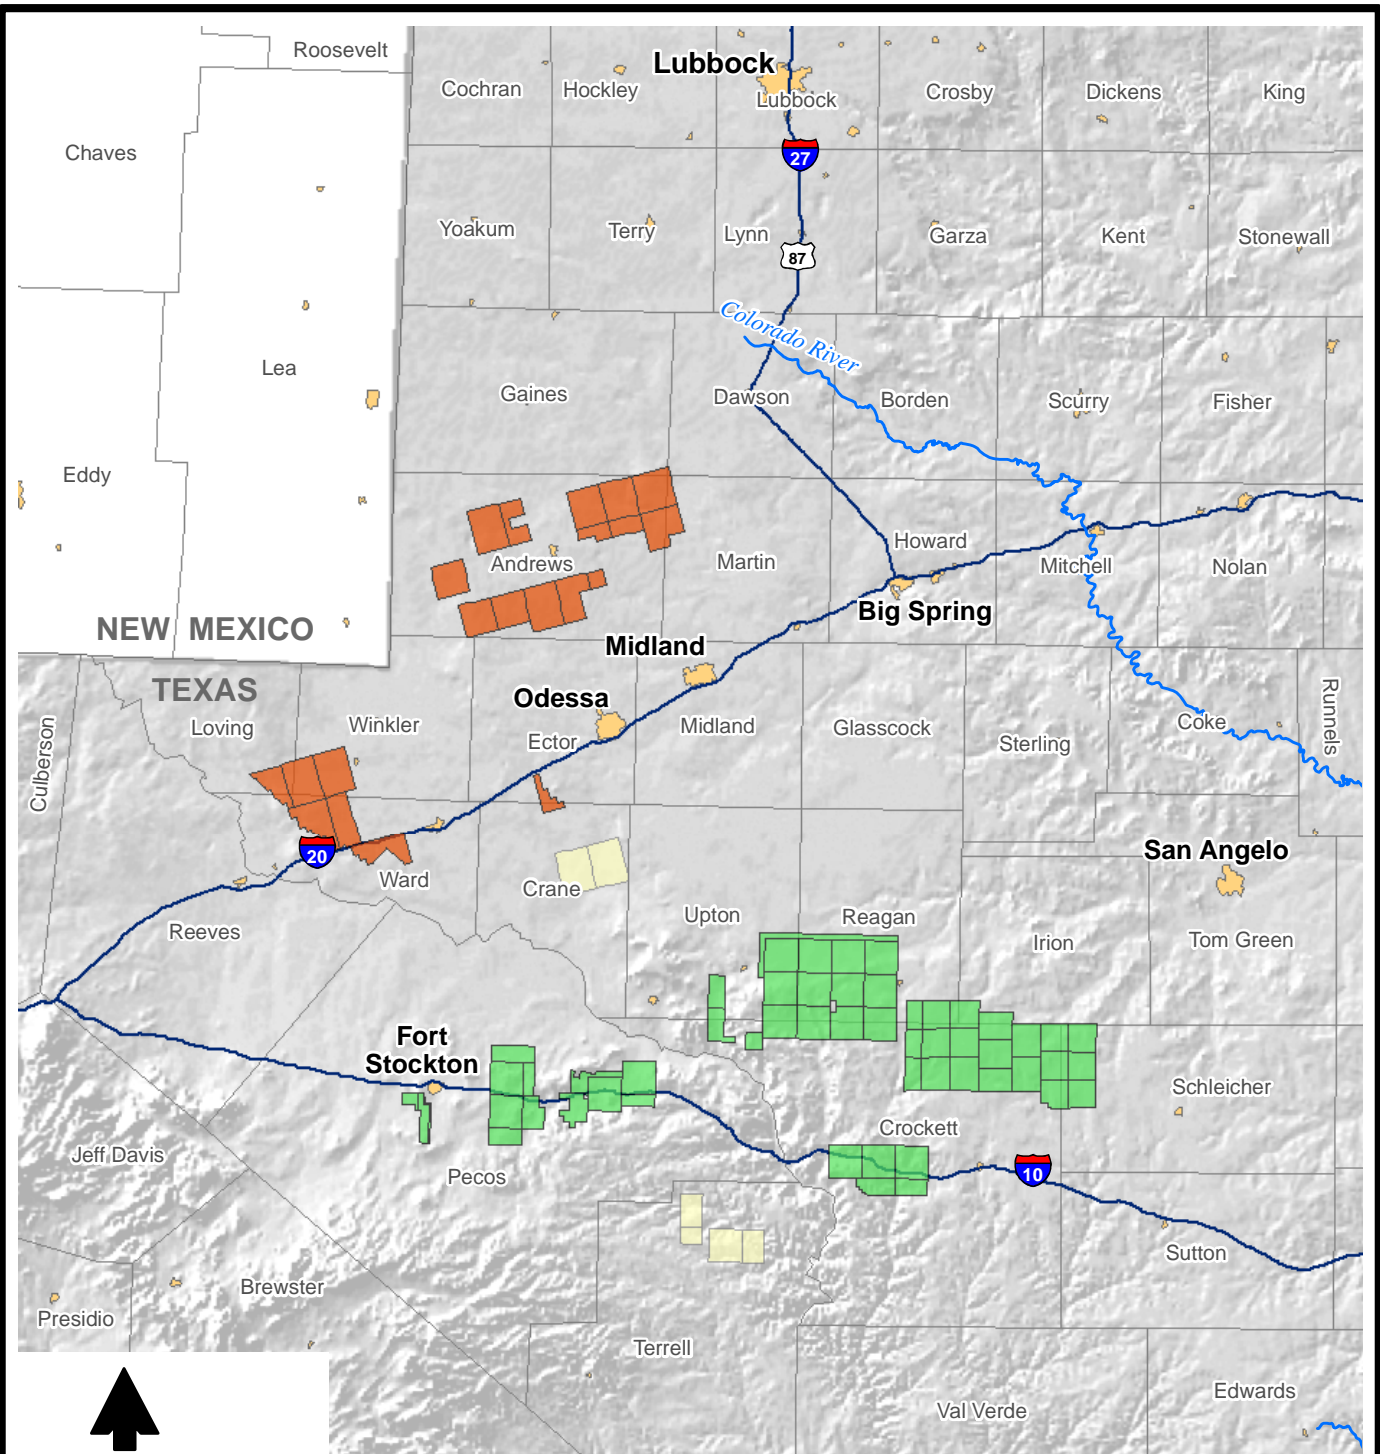 Roosevelt
Lubbock
Cochran
Hockley
Lubbock
Crosby
Dickens
King
Chaves
27
Yoakum
Terry
Lynn
Garza
Kent
Stonewall
87
Colorado River
Lea
Gaines
Dawson
Borden
Scurry
Fisher
Eddy
Andrews
Martin
Howard
Mitchell
Nolan
Big Spring
NEW MEXICO
Midland
TEXAS
Odessa
Loving
Winkler
Ector
Midland
Glasscock
Sterling
Coke
Runnels
Culberson
20
Ward
Crane
San Angelo
Upton
Reagan
Reeves
Irion
Tom Green
Fort
Stockton
Schleicher
Crockett
Jeff Davis
Pecos
10
Sutton
Brewster
Presidio
Terrell
Edwards
Val Verde